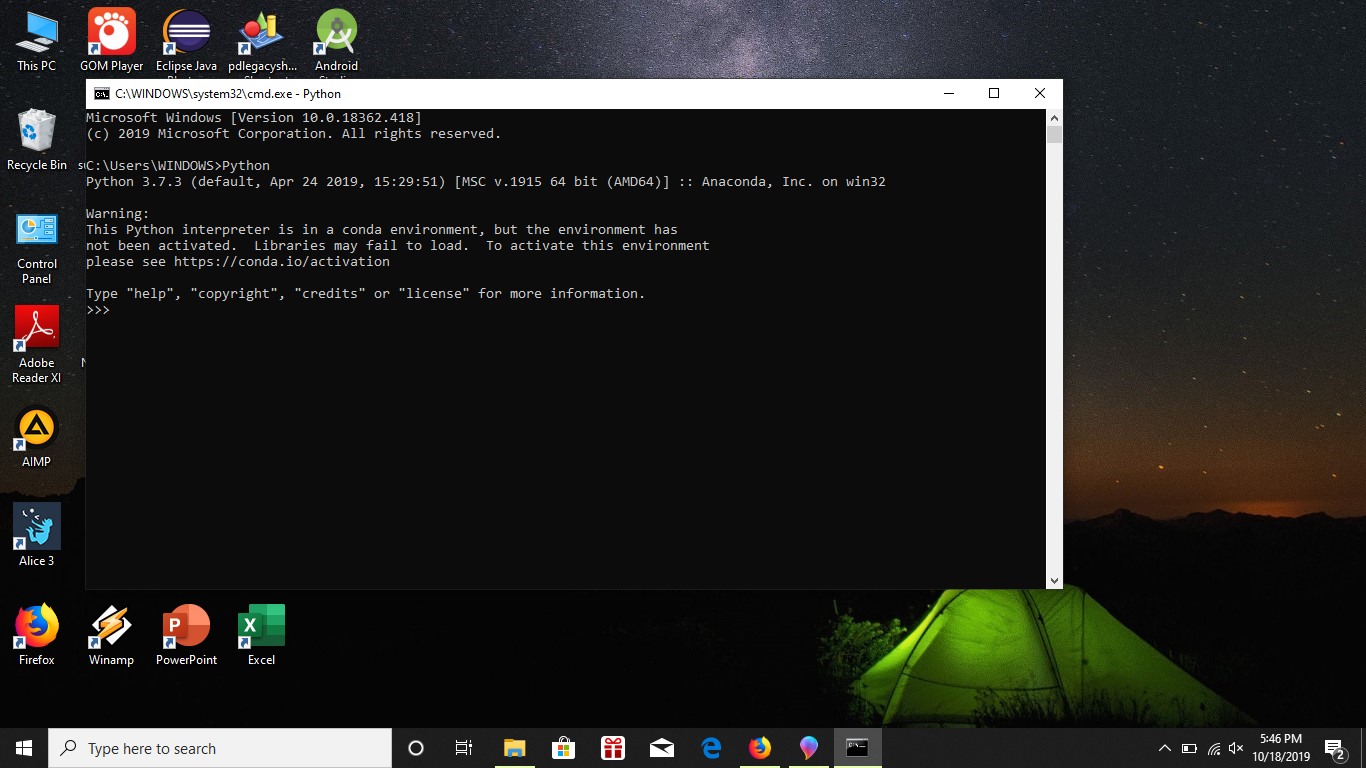 This PC
GOM Player
Eclipse Java
pdlegacysh...
Android
C:\WINDOWS\system32\cmd.exe - Python
Microsoft Windows [Version 10.0.18362.418]
(c) 2019 Microsoft Corporation. All rights reserved.
C:\Users\WINDOWS>Python
Python 3.7.3 (default, Apr 24 2019, 15:29:51) [MSC v.1915 64 bit (AMD64)] :: Anaconda, Inc. on win32
Warning:
This Python interpreter is in a conda environment, but the environment has
not been activated.  Libraries may fail to load.  To activate this environment
please see https://conda.io/activation
Type "help", "copyright", "credits" or "license" for more information.
>>>
Recycle Bin
Control
Panel
Adobe
Reader XI
AIMP
Alice 3
Firefox
Winamp
PowerPoint
Excel
Type here to search
5:46 PM
10/18/2019
2